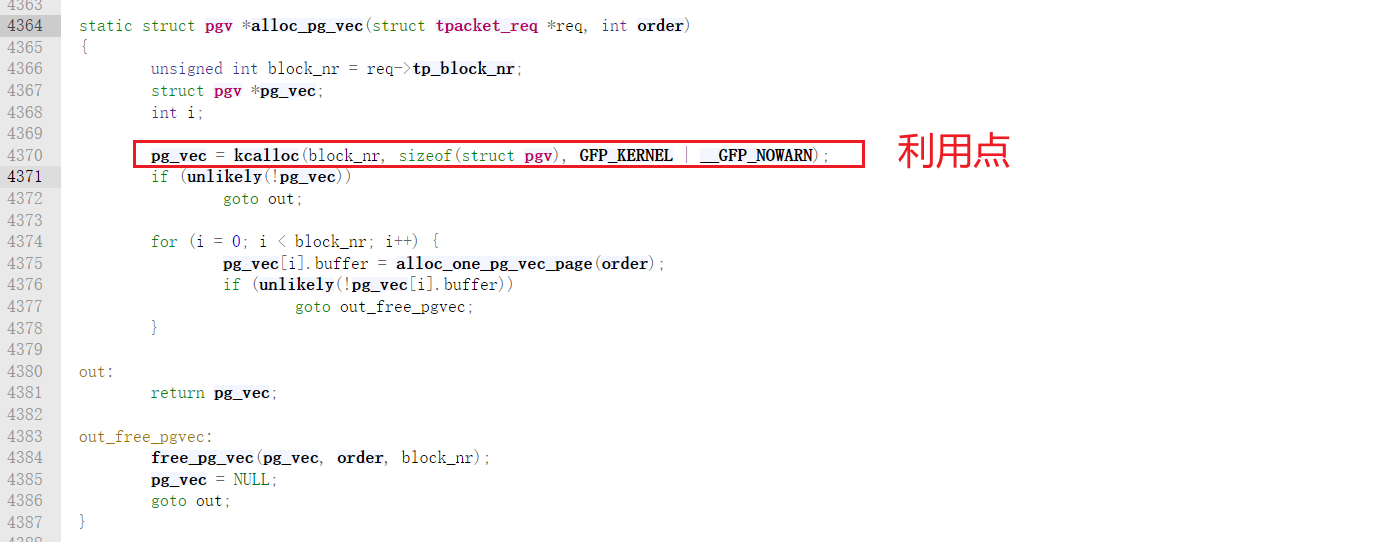 4363
4364 static struct pgv *alloc_pg_vec(struct tpacket_req *req, int order)
4365 {
4366 unsigned int block_nr = req->tp_block_nr;
4367 struct pgv *pg_vec;
4368 int i;
4369
4370 pg_vec = kcalloc(block_nr, sizeof(struct pgv), GFP_KERNEL | __GFP_NOWARN); 利用点
4371 if (unlikely(!pg_vec))
4372 goto out;
4373
4374 for (i = 0; i < block_nr; i++) {
4375 pg_vec[i].buffer = alloc_one_pg_vec_page(order);
4376 if (unlikely(!pg_vec[i].buffer))
4377 goto out_free_pgvec;
4378 }
4379
4380 out:
4381 return pg_vec;
4382
4383 out_free_pgvec:
4384 free_pg_vec(pg_vec, order, block_nr);
4385 pg_vec = NULL;
4386 goto out;
4387 }
4388